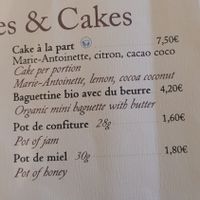 es & Cakes
Cake à la part 7,50€
Marie-Antoinette, citron, cacao coco
Cake per portion
Marie-Antoinette, lemon, cocoa coconut
Baguettine bio avec du beurre 4,20€
Organic mini baguette with butter
Pot de confiture 28g 1,60€
Pot of jam
Pot de miel 30g 1,80€
Pot of honey